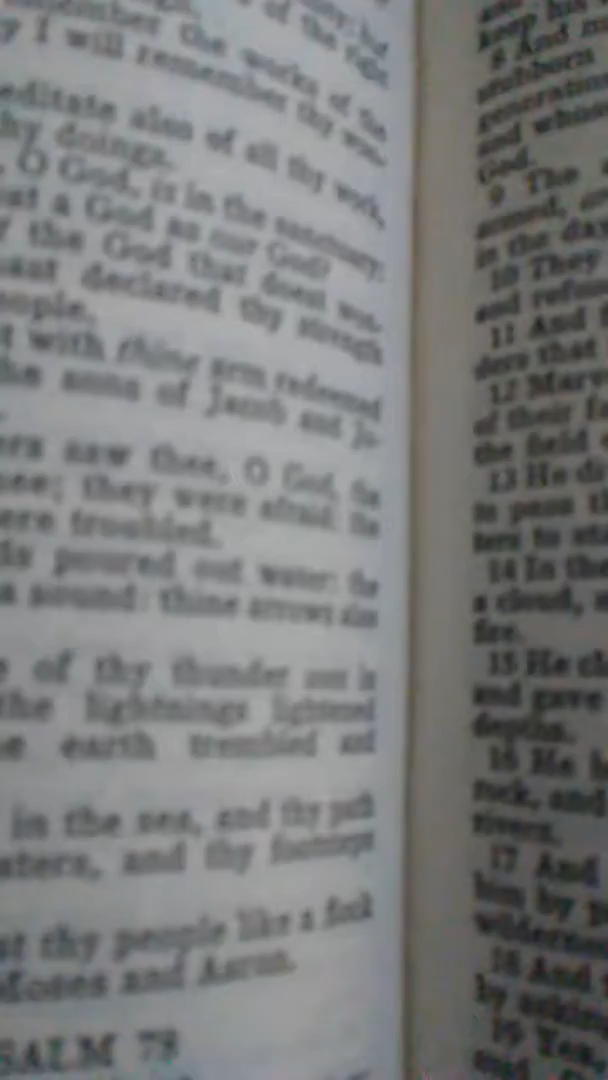 remember the works of the
y I will remember thy won-
editate also of all thy work,
hy doings.
, O God, is in the sanctuary:
eat a God as our God?
the God that doest won-
hast declared thy strength
eople.
t with thine arm redeemed
he sons of Jacob and Jo-
ers saw thee, O God, the
hee; they were afraid: the
ere troubled.
ds poured out water: the
a sound: thine arrows also
e of thy thunder was in
the lightnings lightened
e earth trembled and
in the sea, and thy path
aters, and thy footsteps
st thy people like a flock
Moses and Aaron.
SALM 78
keep his
8 And
stubborn
generation
and whose
God.
9 The
armed,
in the day
10 They
and refuse
11 And
ders that
12 Marv
of their fa
the field
13 He di
to pass th
ters to sta
14 In the
a cloud,
fire.
15 He cl
and gave
depths.
16 He
rock, and
rivers.
17 And
him by p
wilderness
18 And
by asking
19 Yea,